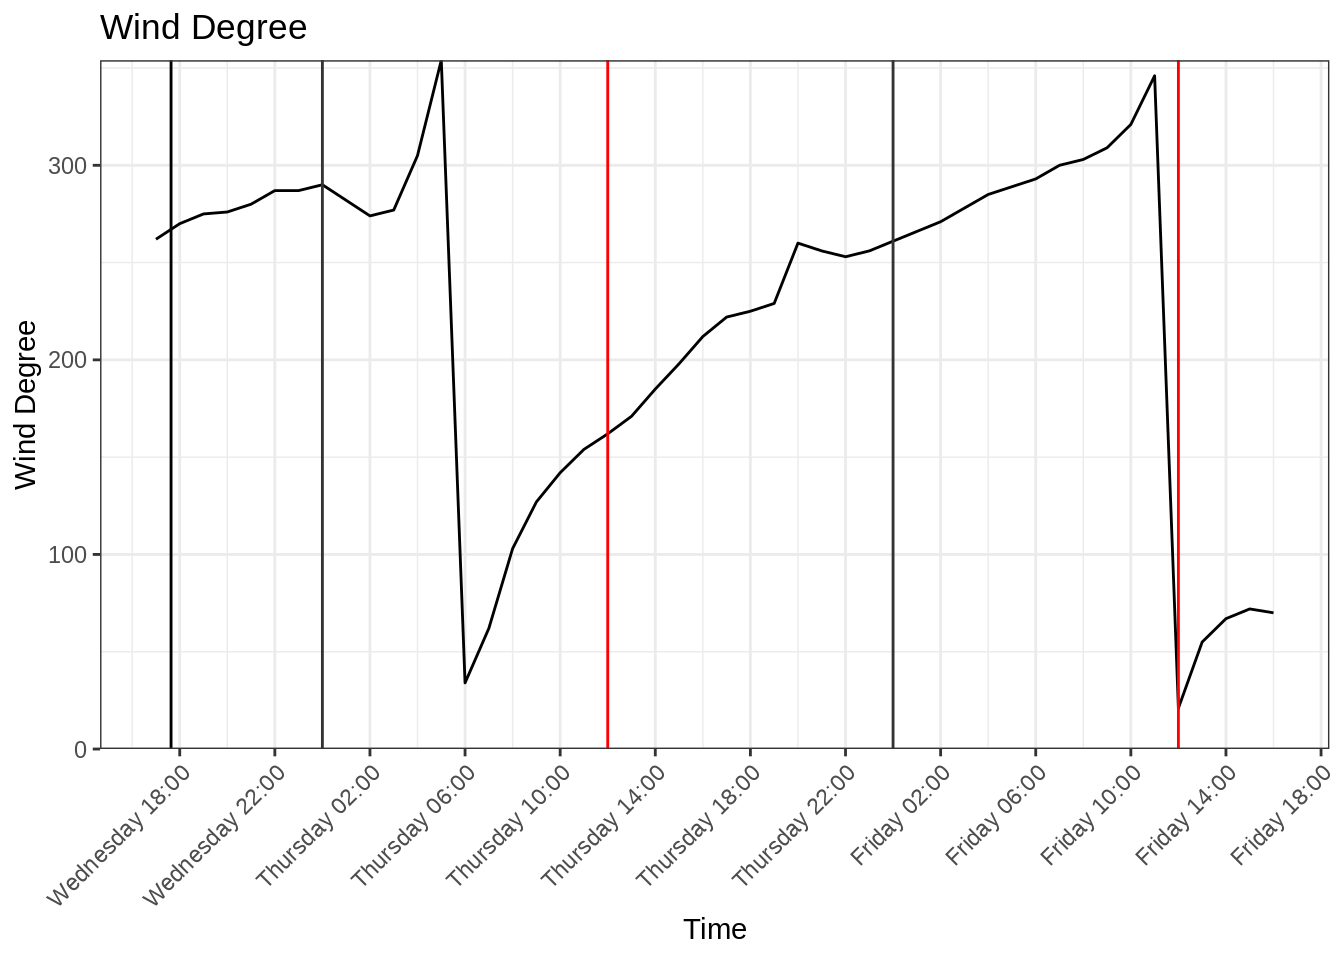 Wind Degree
Wind Degree
300
200
100
0
Wednesday 18:00
Wednesday 22:00
Thursday 02:00
Thursday 06:00
Thursday 10:00
Thursday 14:00
Thursday 18:00
Thursday 22:00
Friday 02:00
Friday 06:00
Friday 10:00
Friday 14:00
Friday 18:00
Time